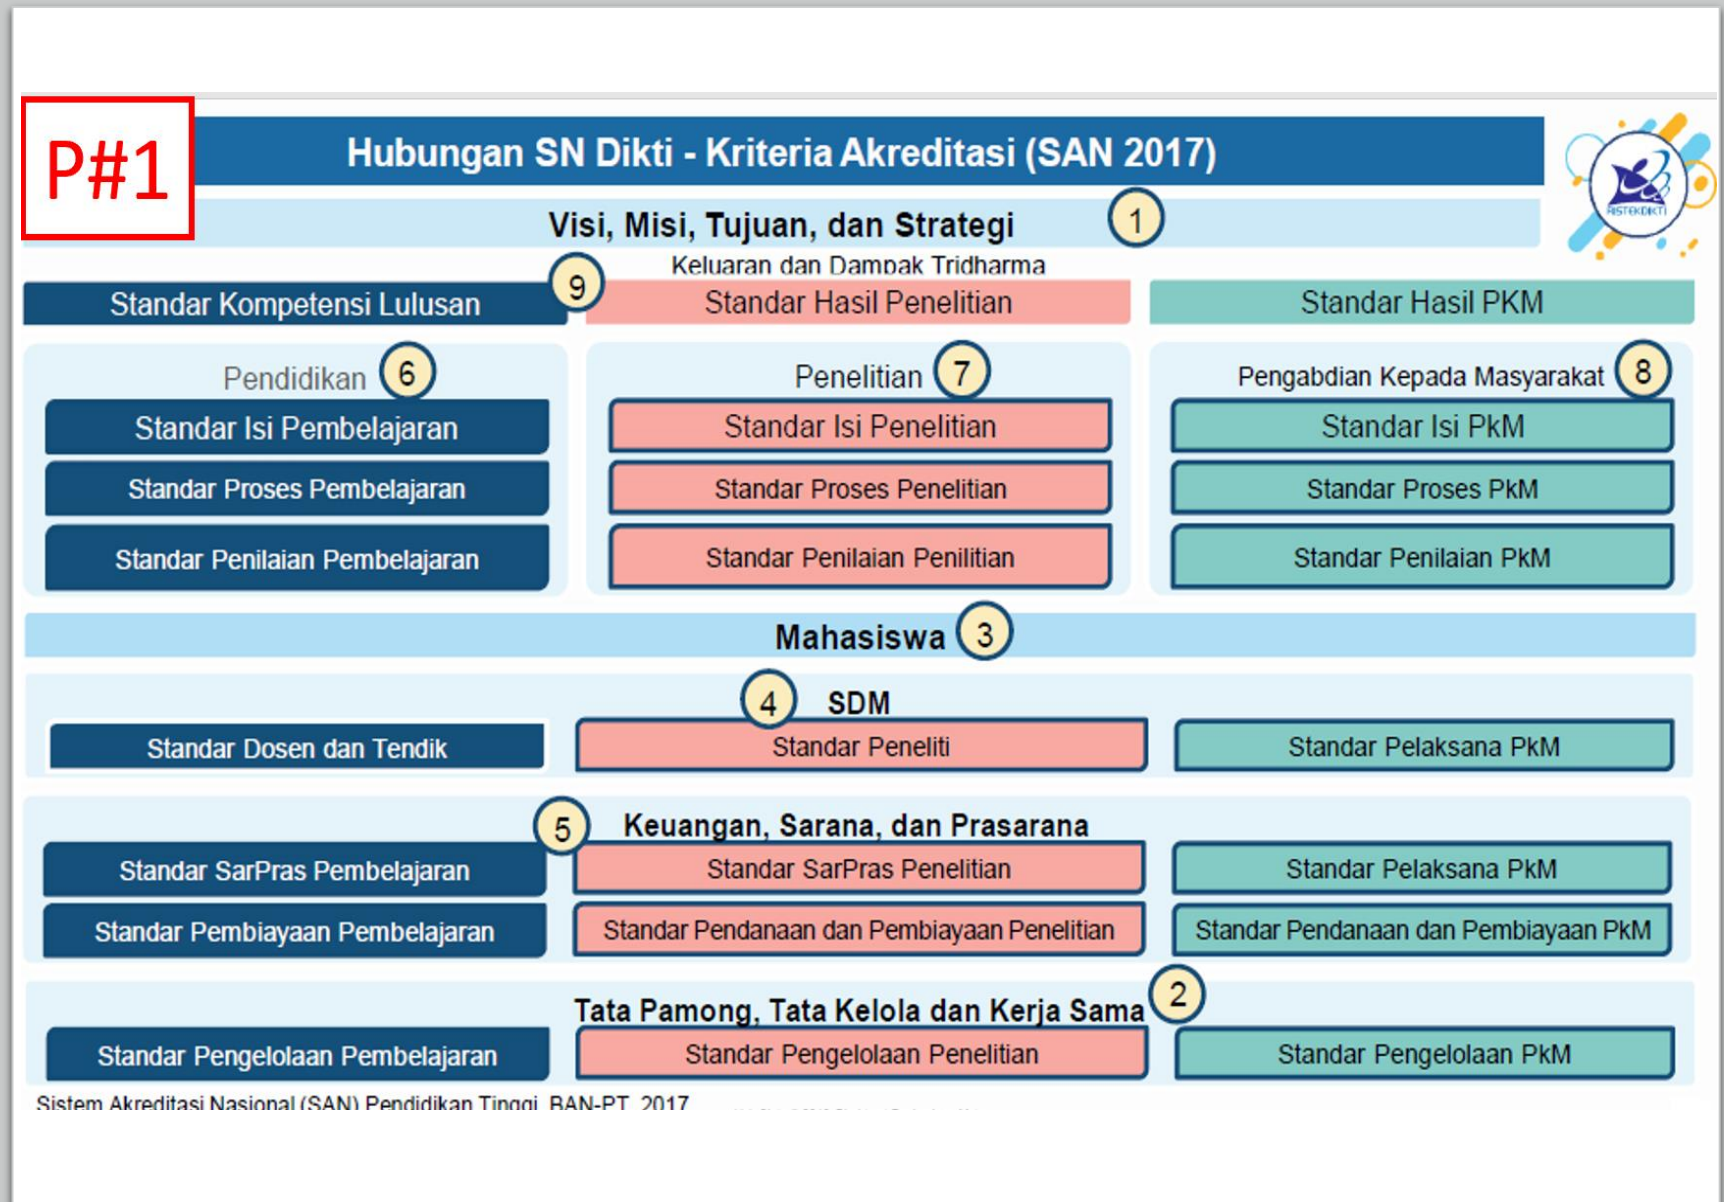 P#1
Hubungan SN Dikti - Kriteria Akreditasi (SAN 2017)
RISTEKDIKTI
Visi, Misi, Tujuan, dan Strategi 1
Keluaran dan Dampak Tridharma
9
Standar Kompetensi Lulusan
Standar Hasil Penelitian
Standar Hasil PKM
Pendidikan 6
Standar Isi Pembelajaran
Standar Proses Pembelajaran
Standar Penilaian Pembelajaran
Penelitian 7
Standar Isi Penelitian
Standar Proses Penelitian
Standar Penilaian Penilitian
Pengabdian Kepada Masyarakat 8
Standar Isi PkM
Standar Proses PkM
Standar Penilaian PkM
Mahasiswa 3
4 SDM
Standar Dosen dan Tendik
Standar Peneliti
Standar Pelaksana PkM
5 Keuangan, Sarana, dan Prasarana
Standar SarPras Pembelajaran
Standar SarPras Penelitian
Standar Pelaksana PkM
Standar Pembiayaan Pembelajaran
Standar Pendanaan dan Pembiayaan Penelitian
Standar Pendanaan dan Pembiayaan PkM
Tata Pamong, Tata Kelola dan Kerja Sama 2
Standar Pengelolaan Pembelajaran
Standar Pengelolaan Penelitian
Standar Pengelolaan PkM
Sistem Akreditasi Nasional (SAN) Pendidikan Tinggi, BAN-PT, 2017